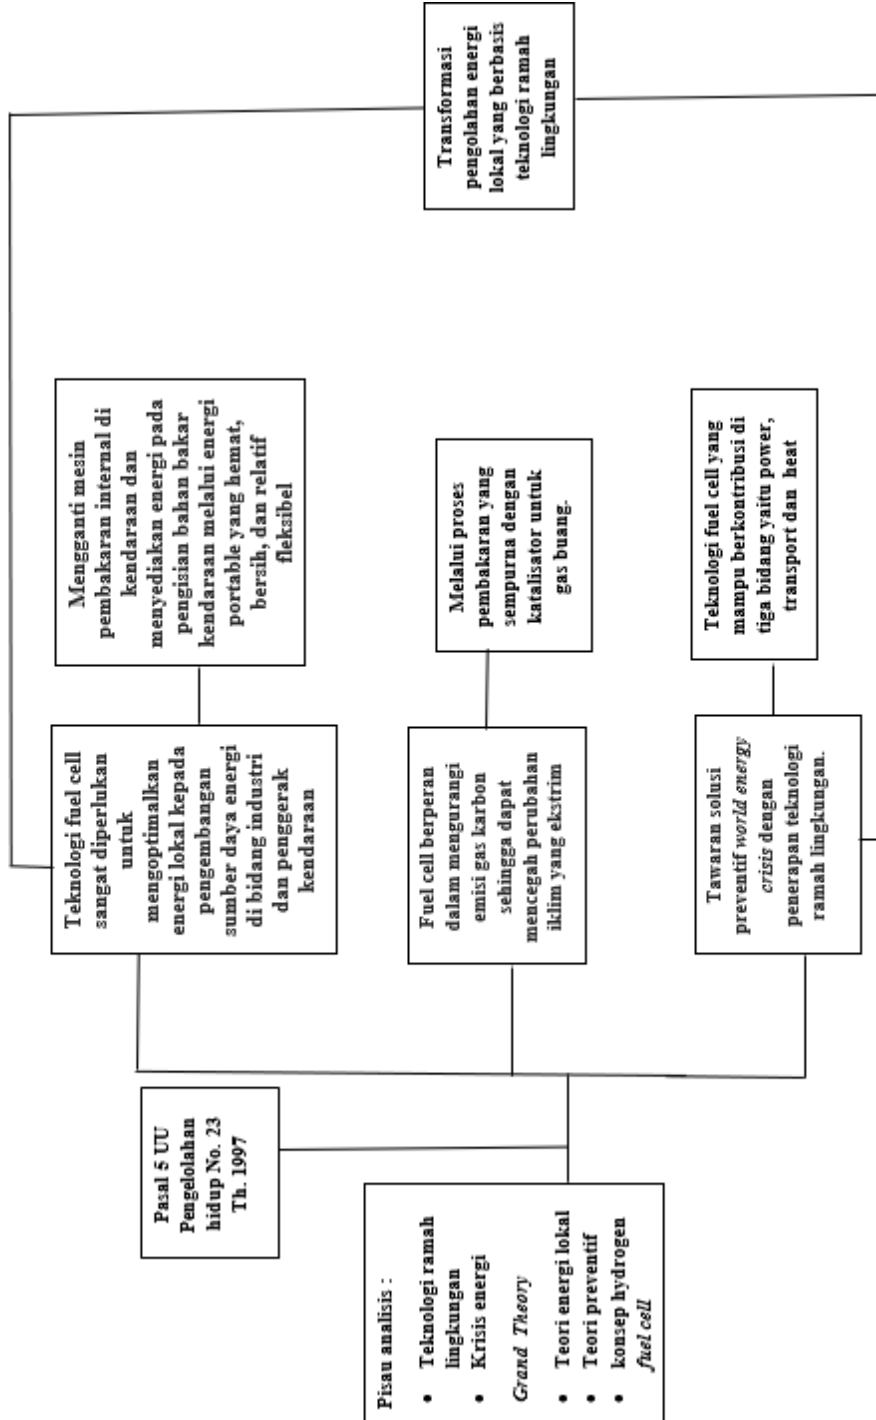 Pisau analisis :
• Teknologi ramah
lingkungan
• Krisis energi
Grand Theory
• Teori energi lokal
• Teori preventif
• konsep hydrogen
fuel cell
Pasal 5 UU
Pengelolahan
hidup No. 23
Th. 1997
Teknologi fuel cell
sangat diperlukan
untuk
mengoptimalkan
energi lokal kepada
pengembangan
sumber daya energi
di bidang industri
dan penggerak
kendaraan
Mengganti mesin
pembakaran internal di
kendaraan dan
menyediakan energi pada
pengisian bahan bakar
kendaraan melalui energi
portable yang hemat,
bersih, dan relatif
fleksibel
Fuel cell berperan
dalam mengurangi
emisi gas karbon
sehingga dapat
mencegah perubahan
iklim yang ekstrim
Melalui proses
pembakaran yang
sempurna dengan
katalisator untuk
gas buang.
Tawaran solusi
preventif world energy
crisis dengan
penerapan teknologi
ramah lingkungan.
Teknologi fuel cell yang
mampu berkontribusi di
tiga bidang yaitu power,
transport dan heat
Transformasi
pengolahan energi
lokal yang berbasis
teknologi ramah
lingkungan